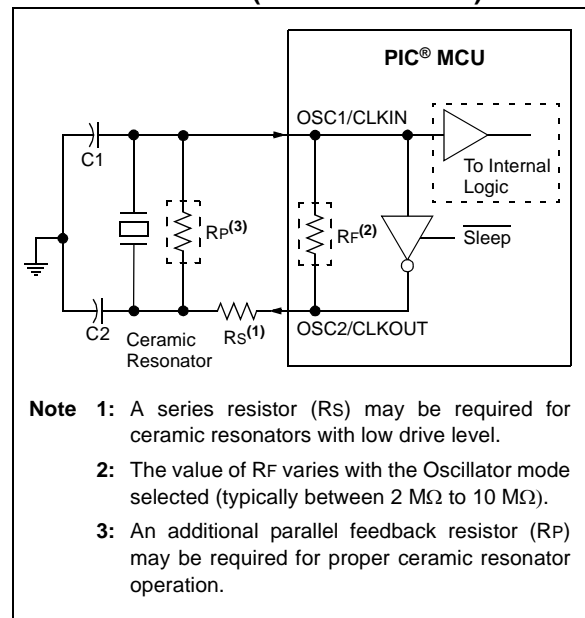 PIC® MCU
OSC1/CLKIN
C1
To Internal
Logic
RP(3)
RF(2)
Sleep
C2
Ceramic
Resonator
RS(1)
OSC2/CLKOUT
Note 1: A series resistor (RS) may be required for
ceramic resonators with low drive level.
2: The value of RF varies with the Oscillator mode
selected (typically between 2 MΩ to 10 MΩ).
3: An additional parallel feedback resistor (RP)
may be required for proper ceramic resonator
operation.